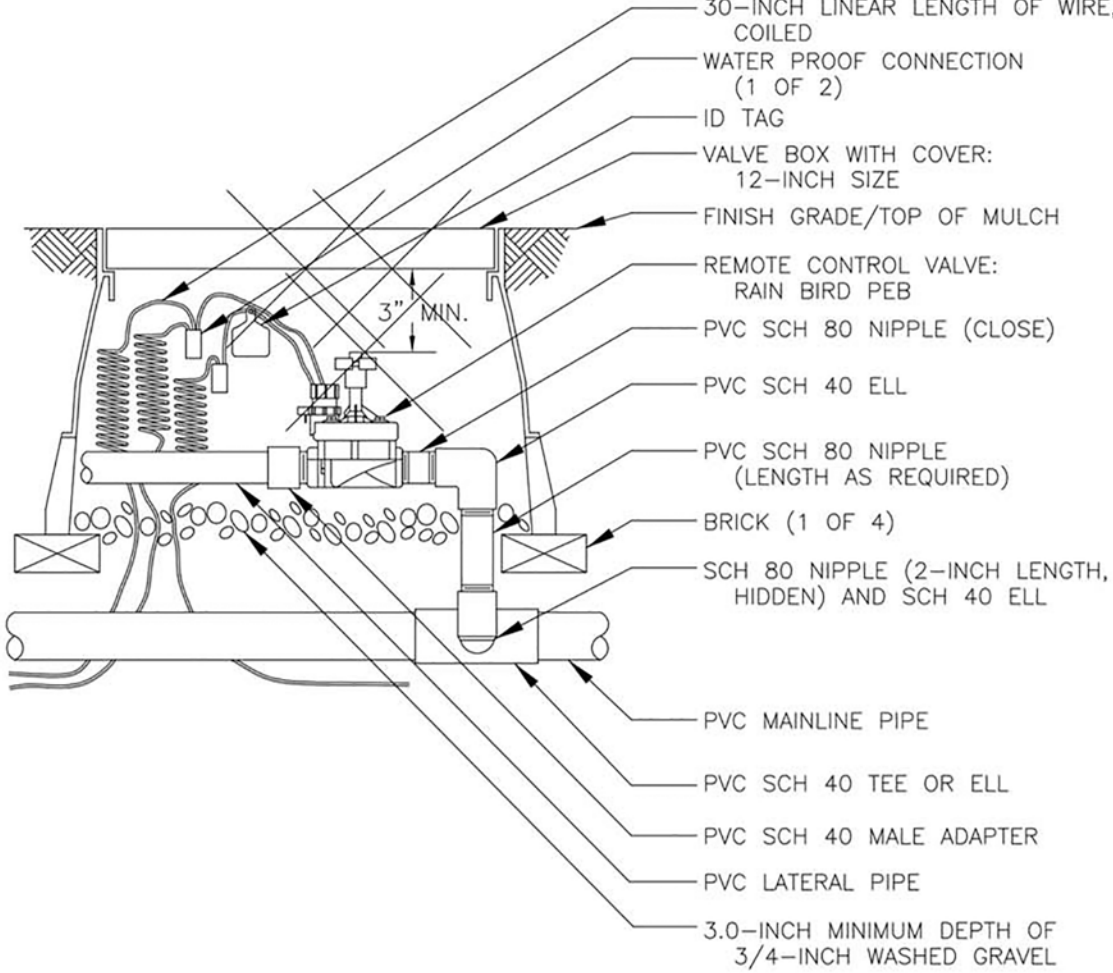 30-INCH LINEAR LENGTH OF WIRE,
COILED
WATER PROOF CONNECTION
(1 OF 2)
ID TAG
VALVE BOX WITH COVER:
12-INCH SIZE
FINISH GRADE/TOP OF MULCH
REMOTE CONTROL VALVE:
RAIN BIRD PEB
3" MIN.
PVC SCH 80 NIPPLE (CLOSE)
PVC SCH 40 ELL
PVC SCH 80 NIPPLE
(LENGTH AS REQUIRED)
BRICK (1 OF 4)
SCH 80 NIPPLE (2-INCH LENGTH,
HIDDEN) AND SCH 40 ELL
PVC MAINLINE PIPE
PVC SCH 40 TEE OR ELL
PVC SCH 40 MALE ADAPTER
PVC LATERAL PIPE
3.0-INCH MINIMUM DEPTH OF
3/4-INCH WASHED GRAVEL